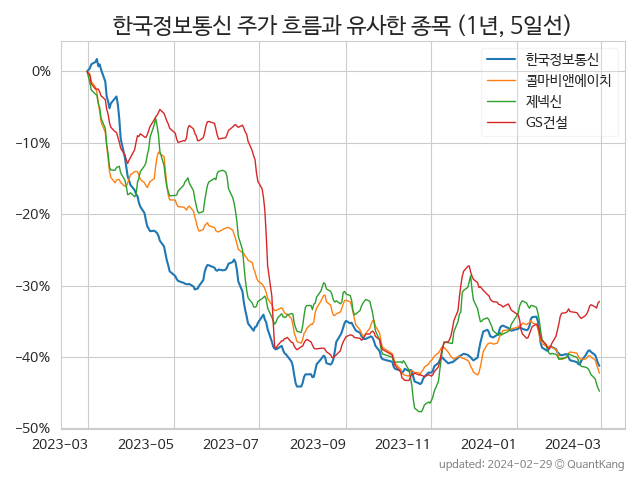 한국정보통신 주가 흐름과 유사한 종목 (1년, 5일선)
한국정보통신
콜마비앤에이치
제넥신
GS건설
0%
−10%
−20%
−30%
−40%
−50%
2023-03 2023-05 2023-07 2023-09 2023-11 2024-01 2024-03
updated: 2024-02-29 © QuantKang